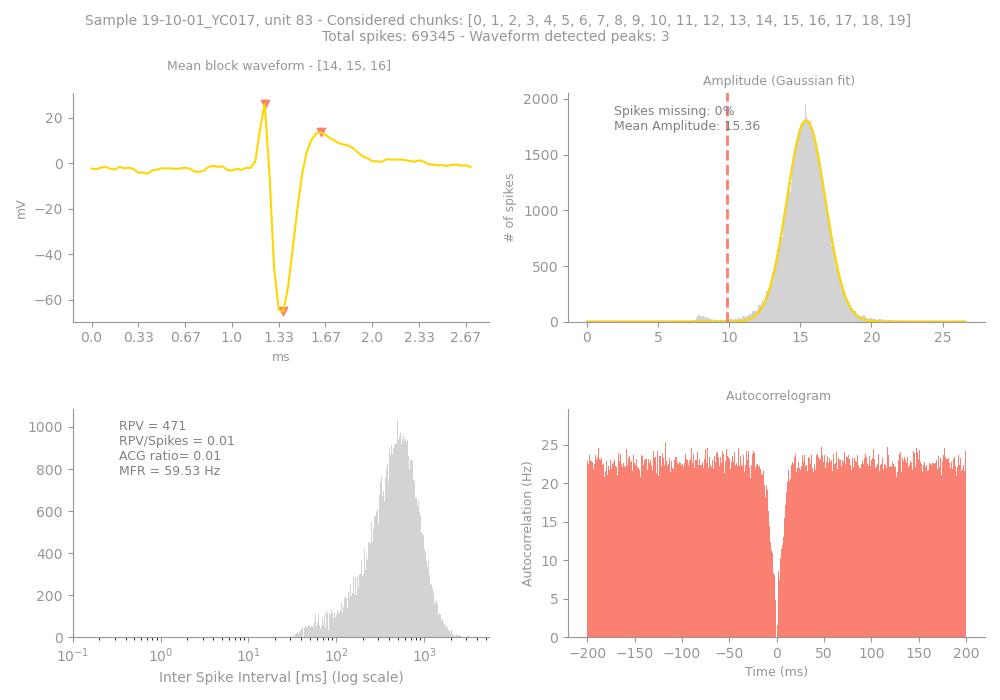 Sample 19-10-01_YC017, unit 83 - Considered chunks: [0, 1, 2, 3, 4, 5, 6, 7, 8, 9, 10, 11, 12, 13, 14, 15, 16, 17, 18, 19]
Total spikes: 69345 - Waveform detected peaks: 3
Mean block waveform - [14, 15, 16]
20
0
−20
−40
−60
mV
0.0 0.33 0.67 1.0 1.33 1.67 2.0 2.33 2.67
ms
Amplitude (Gaussian fit)
Spikes missing: 0%
Mean Amplitude: 15.36
2000
1500
1000
500
0
# of spikes
0 5 10 15 20 25
RPV = 471
RPV/Spikes = 0.01
ACG ratio= 0.01
MFR = 59.53 Hz
1000
800
600
400
200
0
10⁻¹ 10⁰ 10¹ 10² 10³
Inter Spike Interval [ms] (log scale)
Autocorrelogram
25
20
15
10
5
0
Autocorrelation (Hz)
−200 −150 −100 −50 0 50 100 150 200
Time (ms)